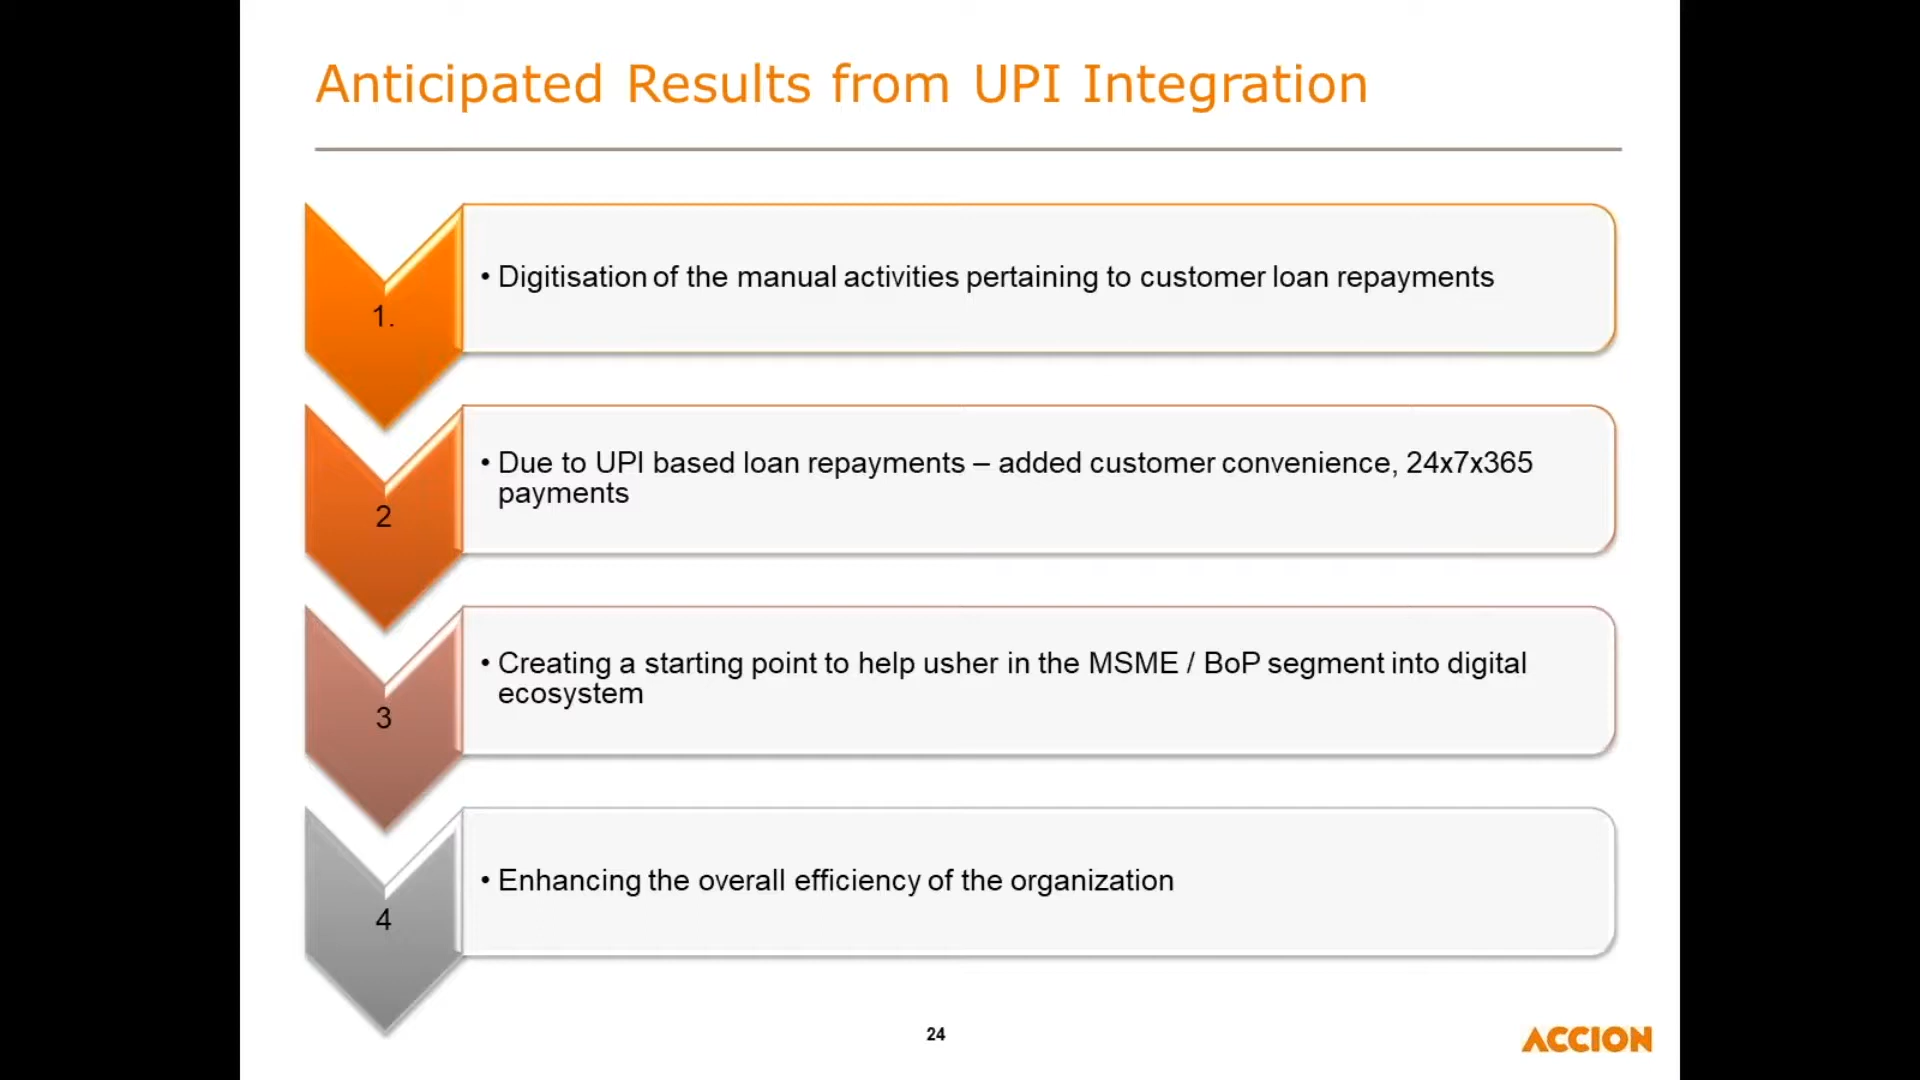 Anticipated Results from UPI Integration
1.
• Digitisation of the manual activities pertaining to customer loan repayments
2
• Due to UPI based loan repayments – added customer convenience, 24x7x365
payments
3
• Creating a starting point to help usher in the MSME / BoP segment into digital
ecosystem
4
• Enhancing the overall efficiency of the organization
24
ACCION